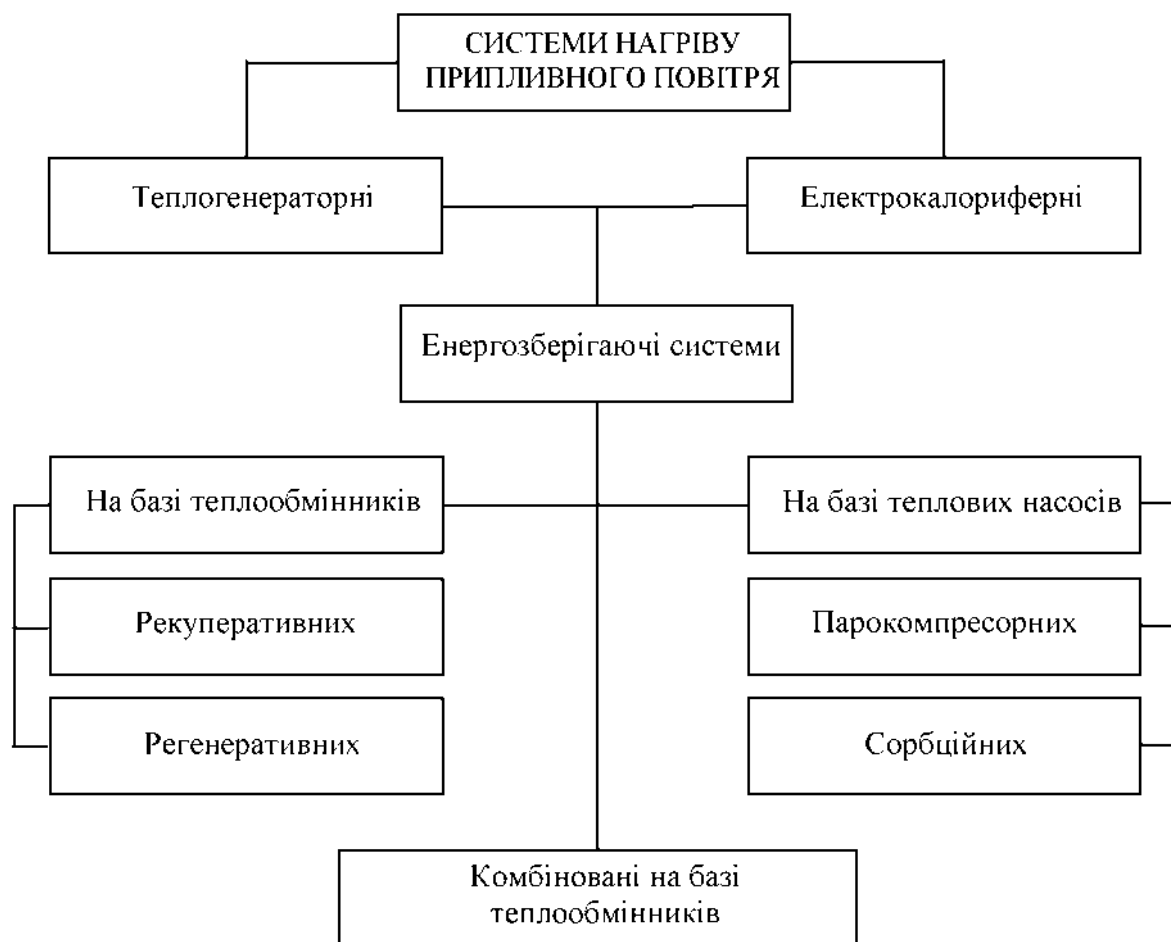 СИСТЕМИ НАГРІВУ
ПРИПЛИВНОГО ПОВІТРЯ
Теплогенераторні
Електрокалориферні
Енергозберігаючі системи
На базі теплообмінників
На базі теплових насосів
Рекуперативних
Парокомпресорних
Регенеративних
Сорбційних
Комбіновані на базі
теплообмінників